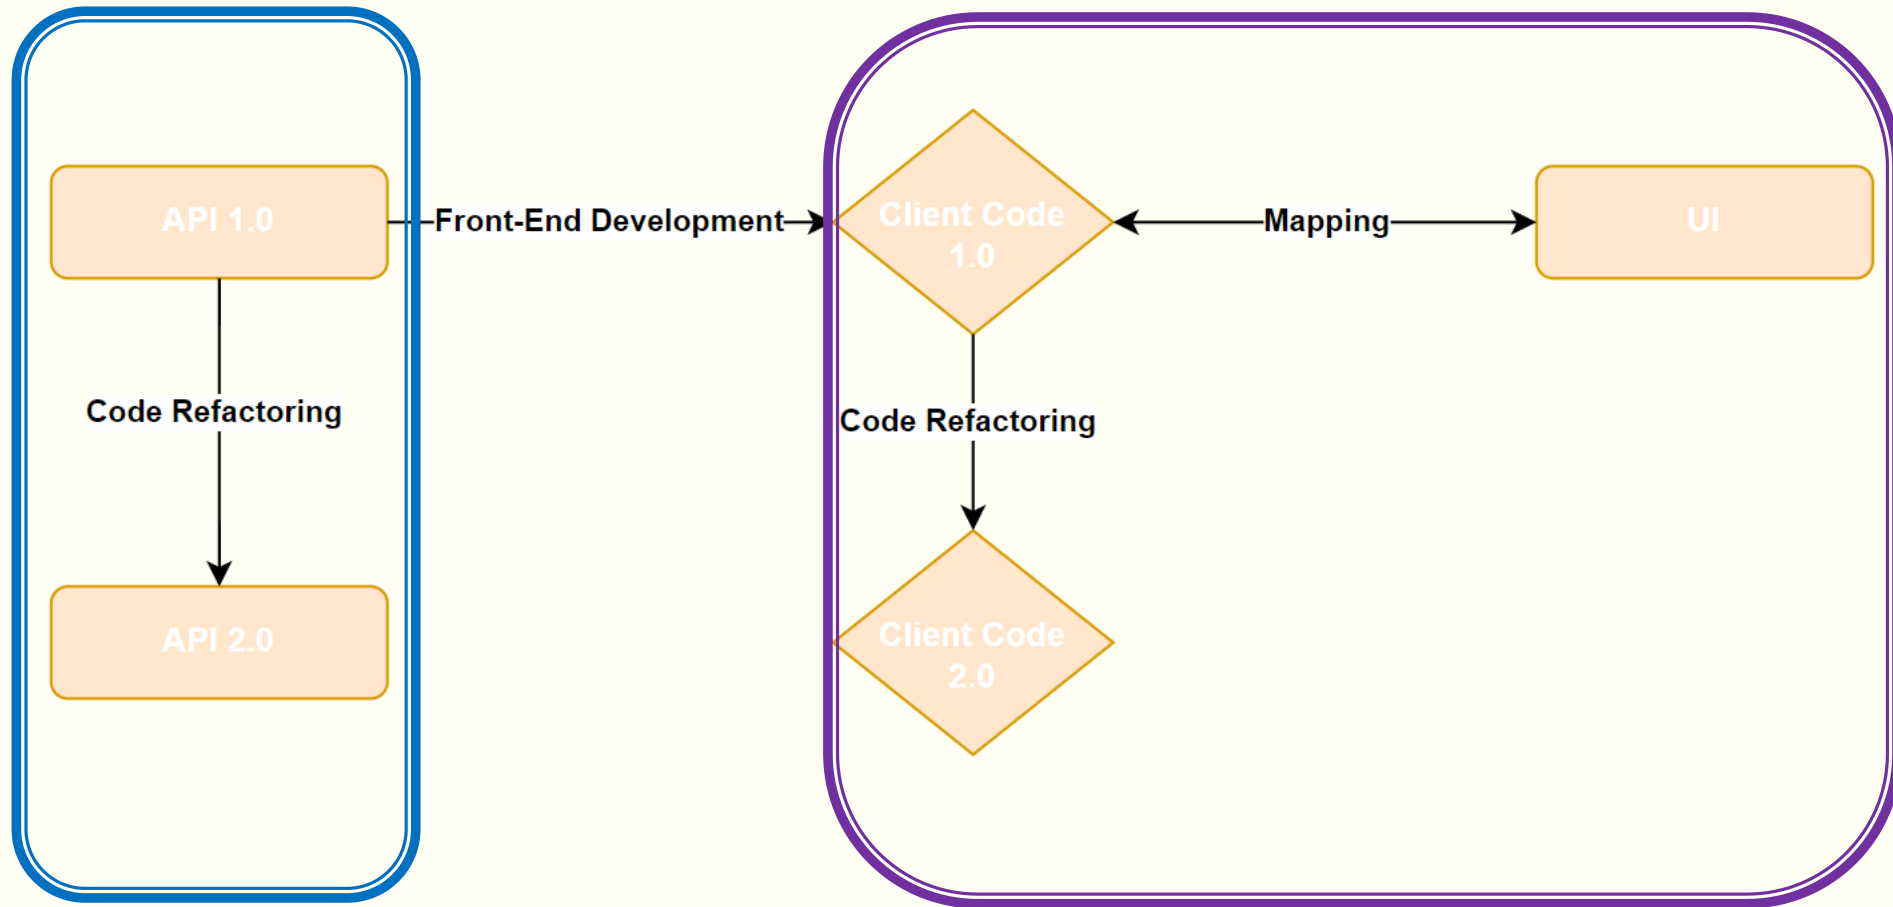 API 1.0
Front-End Development
Client Code
1.0
Mapping
UI
Code Refactoring
Code Refactoring
API 2.0
Client Code
2.0